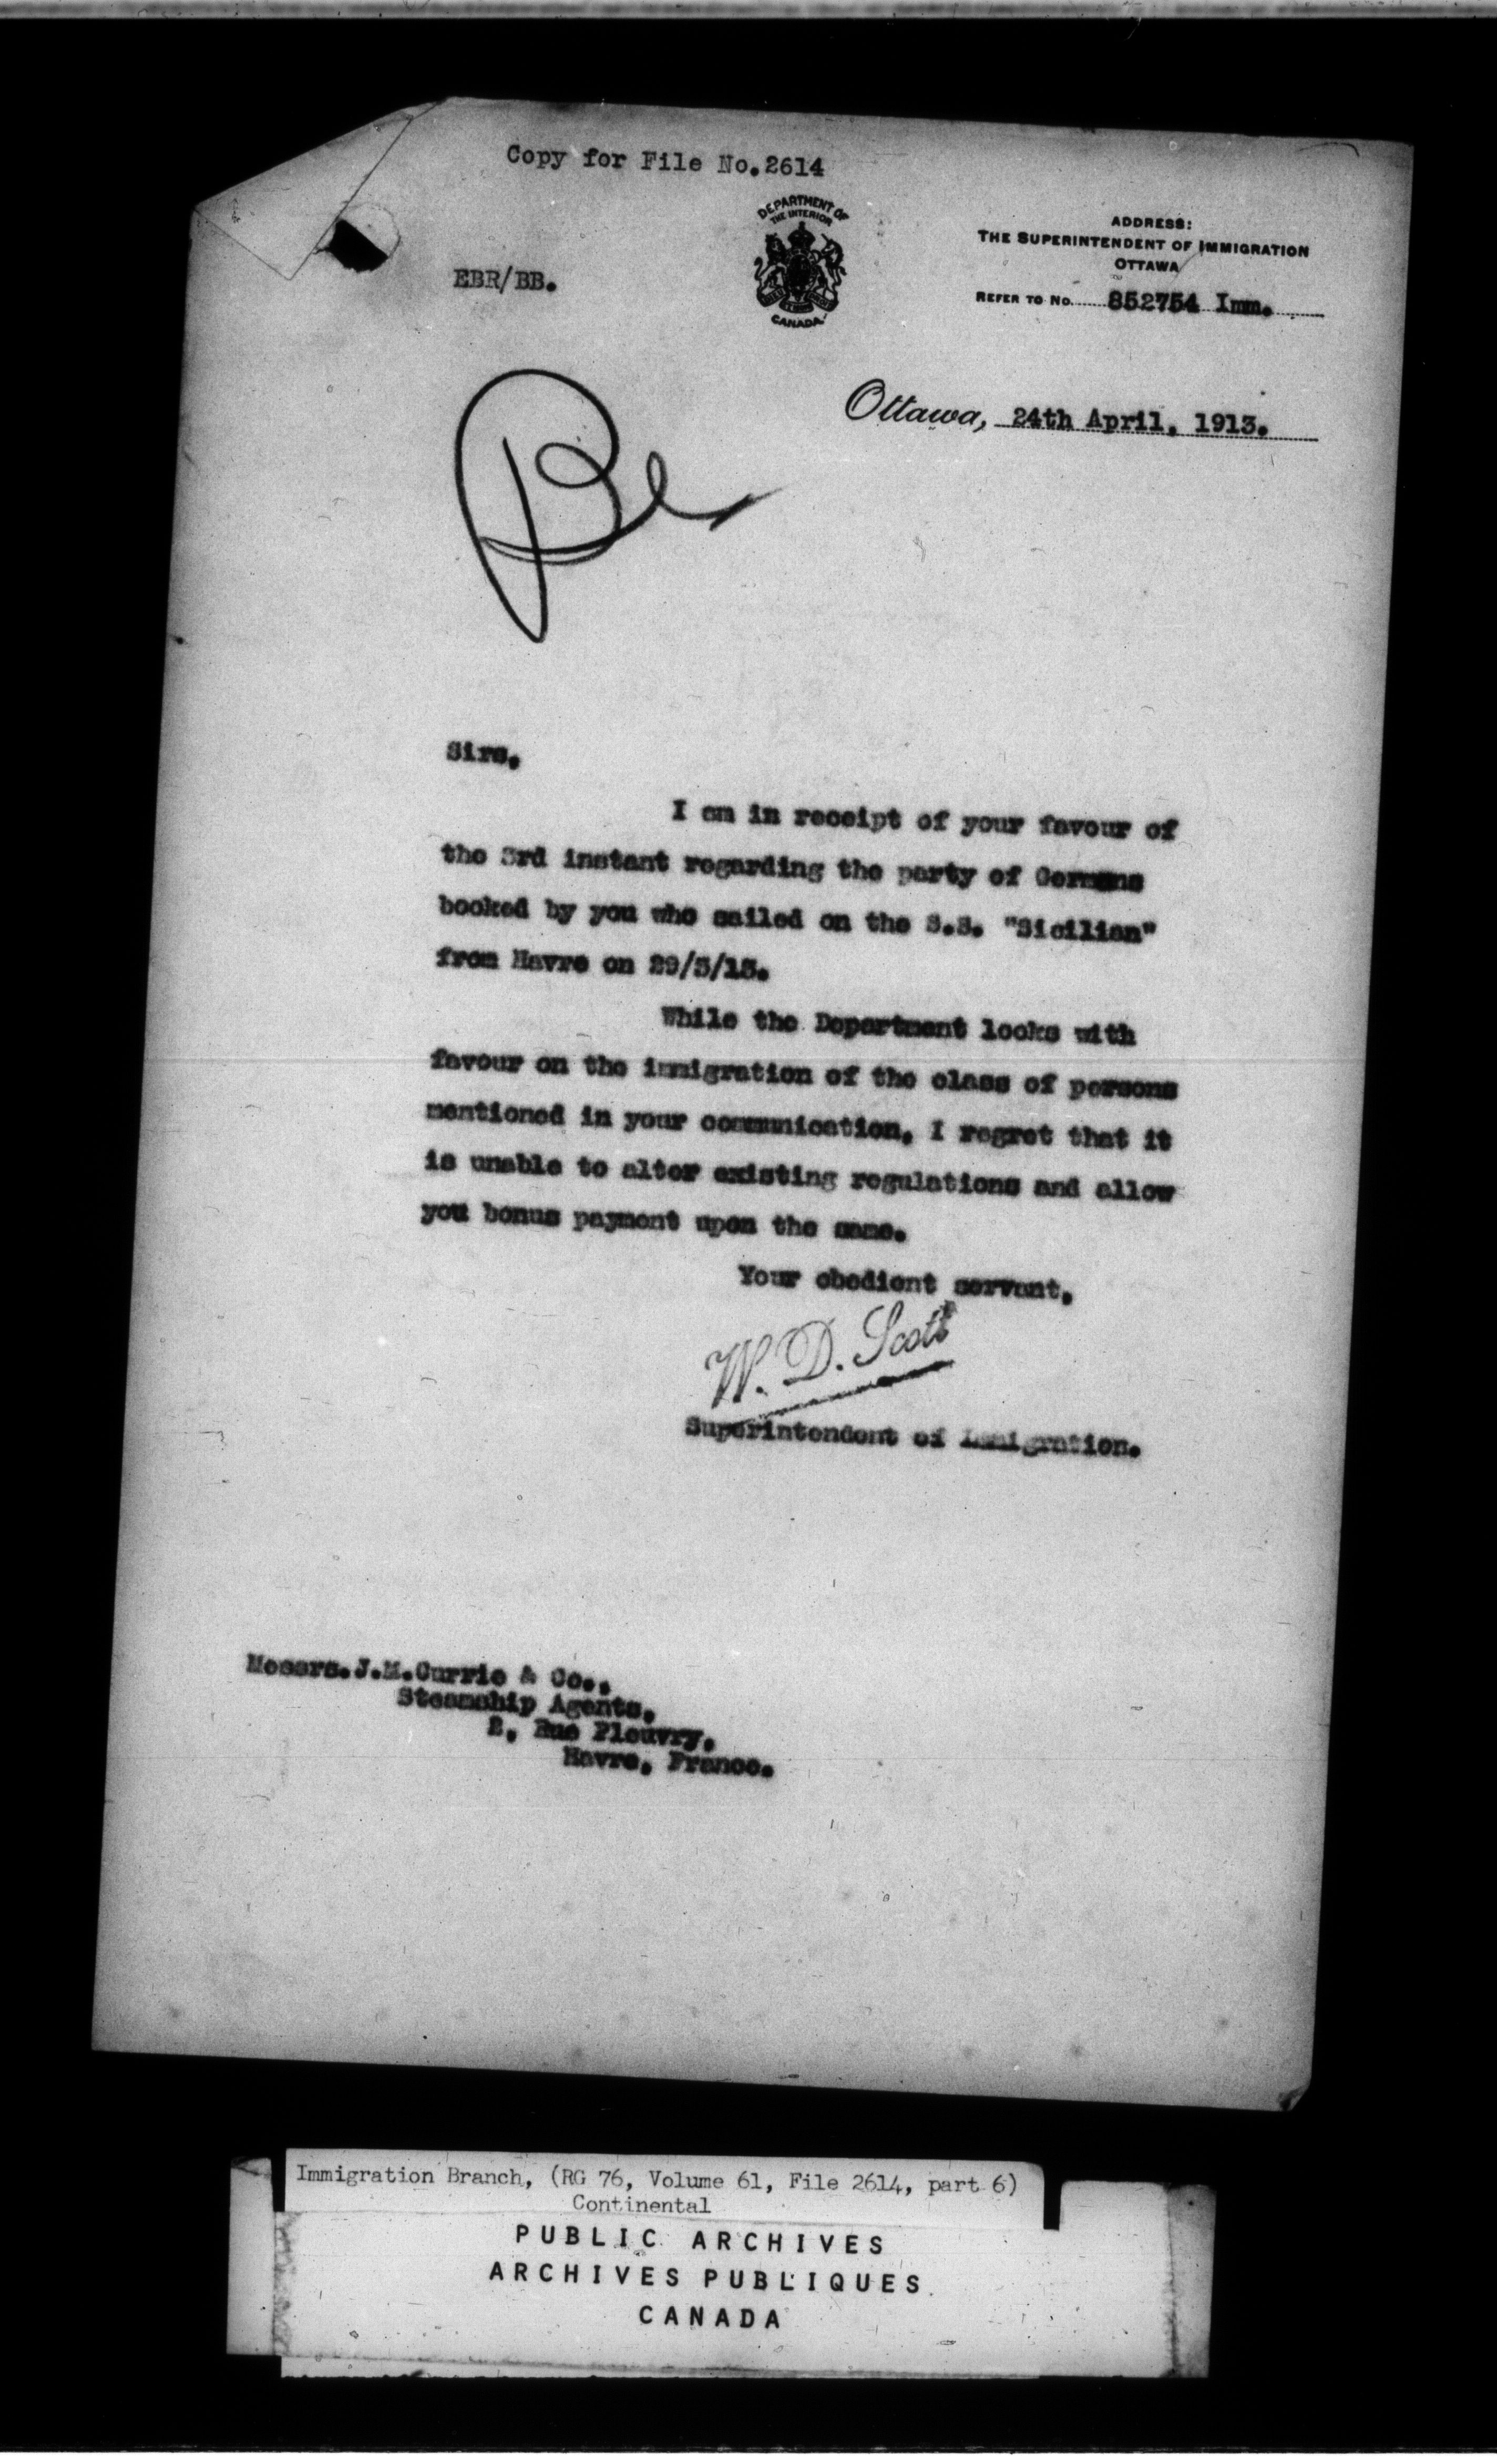 Copy for File No.2614
DEPARTMENT OF
THE INTERIOR
CANADA
ADDRESS:
THE SUPERINTENDENT OF IMMIGRATION
OTTAWA
EBR/BB.
REFER TO No. 852754 Imm.
Ottawa, 24th April, 1913.
Sirs,
I am in receipt of your favour of
the 3rd instant regarding the party of Germans
booked by you who sailed on the S.S. "Sicilian"
from Havre on 29/3/13.
While the Department looks with
favour on the immigration of the class of persons
mentioned in your communication, I regret that it
is unable to alter existing regulations and allow
you bonus payment upon the same.
Your obedient servant,
W. D. Scott
Superintendent of Immigration.
Messrs.J.M.Currie & Co.,
Steamship Agents,
2, Rue Pleuvry,
Havre, France.
Immigration Branch, (RG 76, Volume 61, File 2614, part 6)
Continental
PUBLIC ARCHIVES
ARCHIVES PUBLIQUES
CANADA